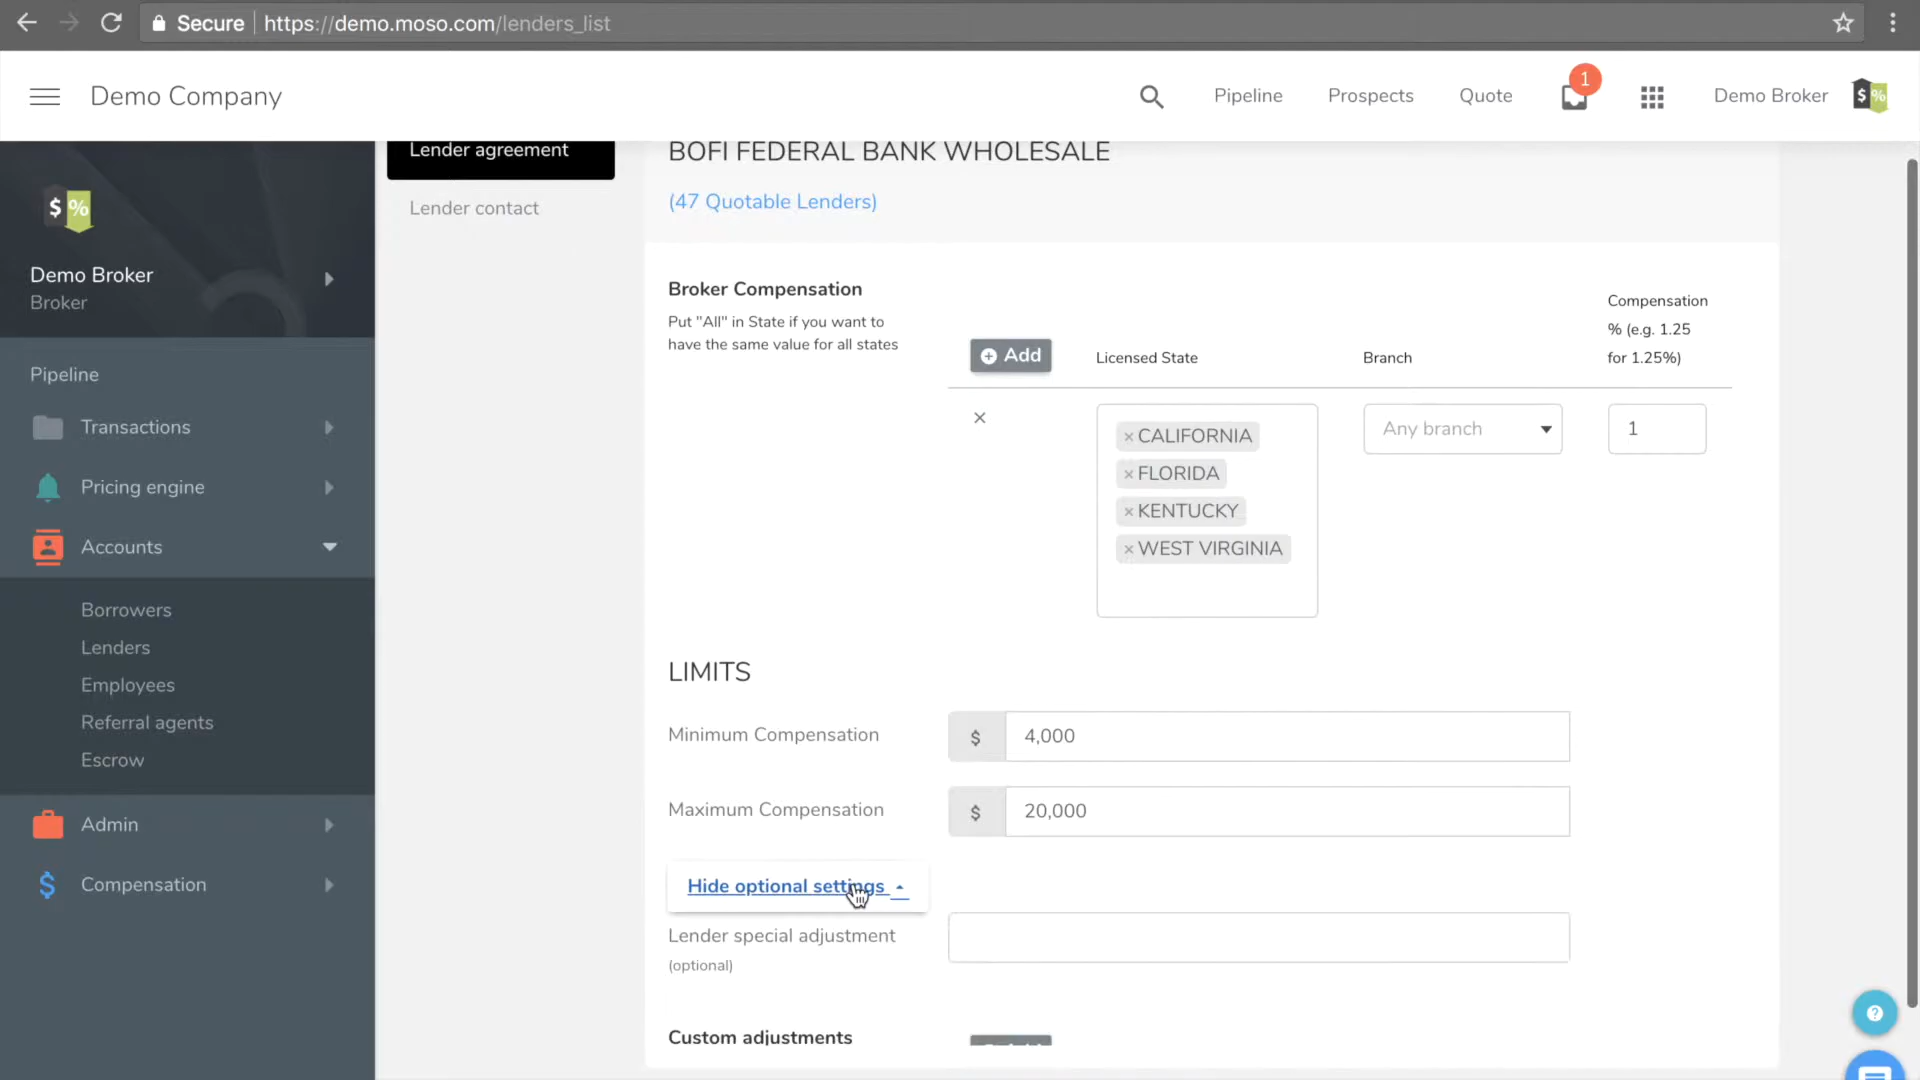 Secure https://demo.moso.com/lenders_list
Demo Company
Pipeline
Prospects
Quote
1
Demo Broker
$ %
$ %
Demo Broker
Broker
Pipeline
Transactions
Pricing engine
Accounts
Borrowers
Lenders
Employees
Referral agents
Escrow
Admin
Compensation
Lender agreement
Lender contact
BOFI FEDERAL BANK WHOLESALE
(47 Quotable Lenders)
Broker Compensation
Put "All" in State if you want to
have the same value for all states
Add
Licensed State
Branch
Compensation
% (e.g. 1.25
for 1.25%)
× CALIFORNIA
× FLORIDA
× KENTUCKY
× WEST VIRGINIA
Any branch
1
LIMITS
Minimum Compensation
$ 4,000
Maximum Compensation
$ 20,000
Hide optional settings
Lender special adjustment
(optional)
Custom adjustments